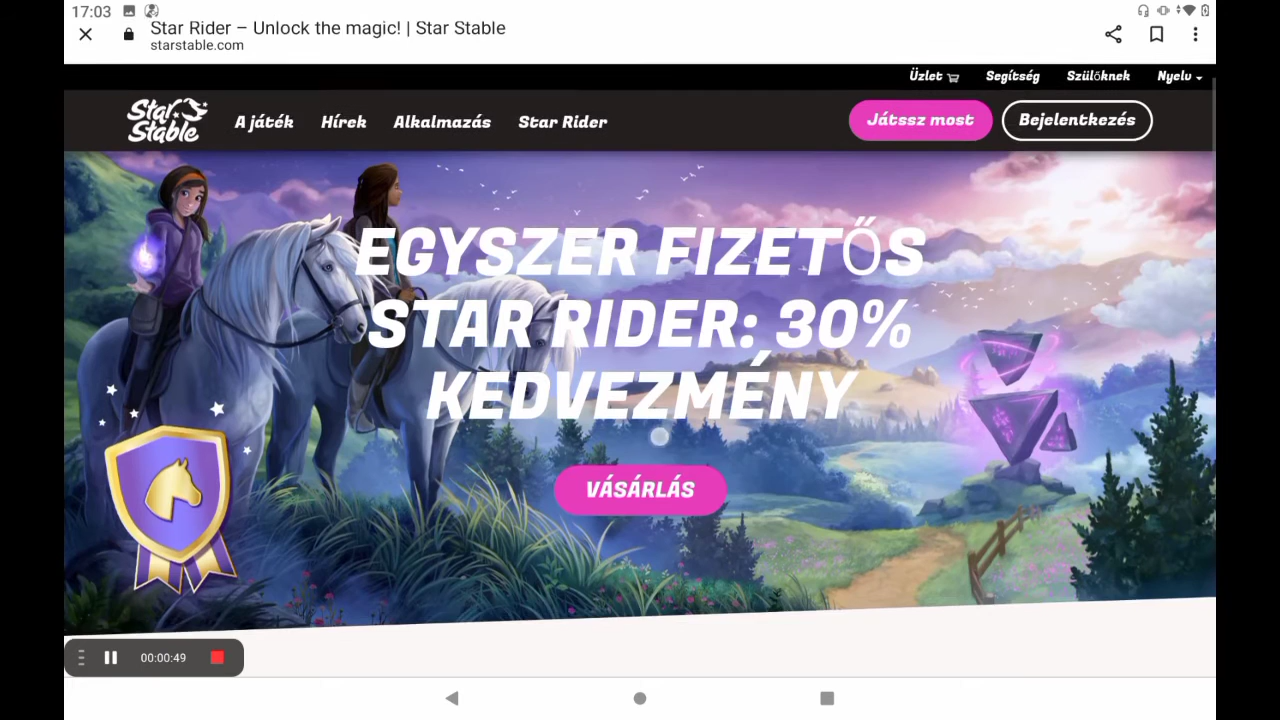 17:03
Star Rider – Unlock the magic! | Star Stable
starstable.com
Üzlet Segítség Szülőknek Nyelv
Star Stable
A játék Hírek Alkalmazás Star Rider Játssz most Bejelentkezés
EGYSZER FIZETŐS
STAR RIDER: 30%
KEDVEZMÉNY
VÁSÁRLÁS
00:00:49